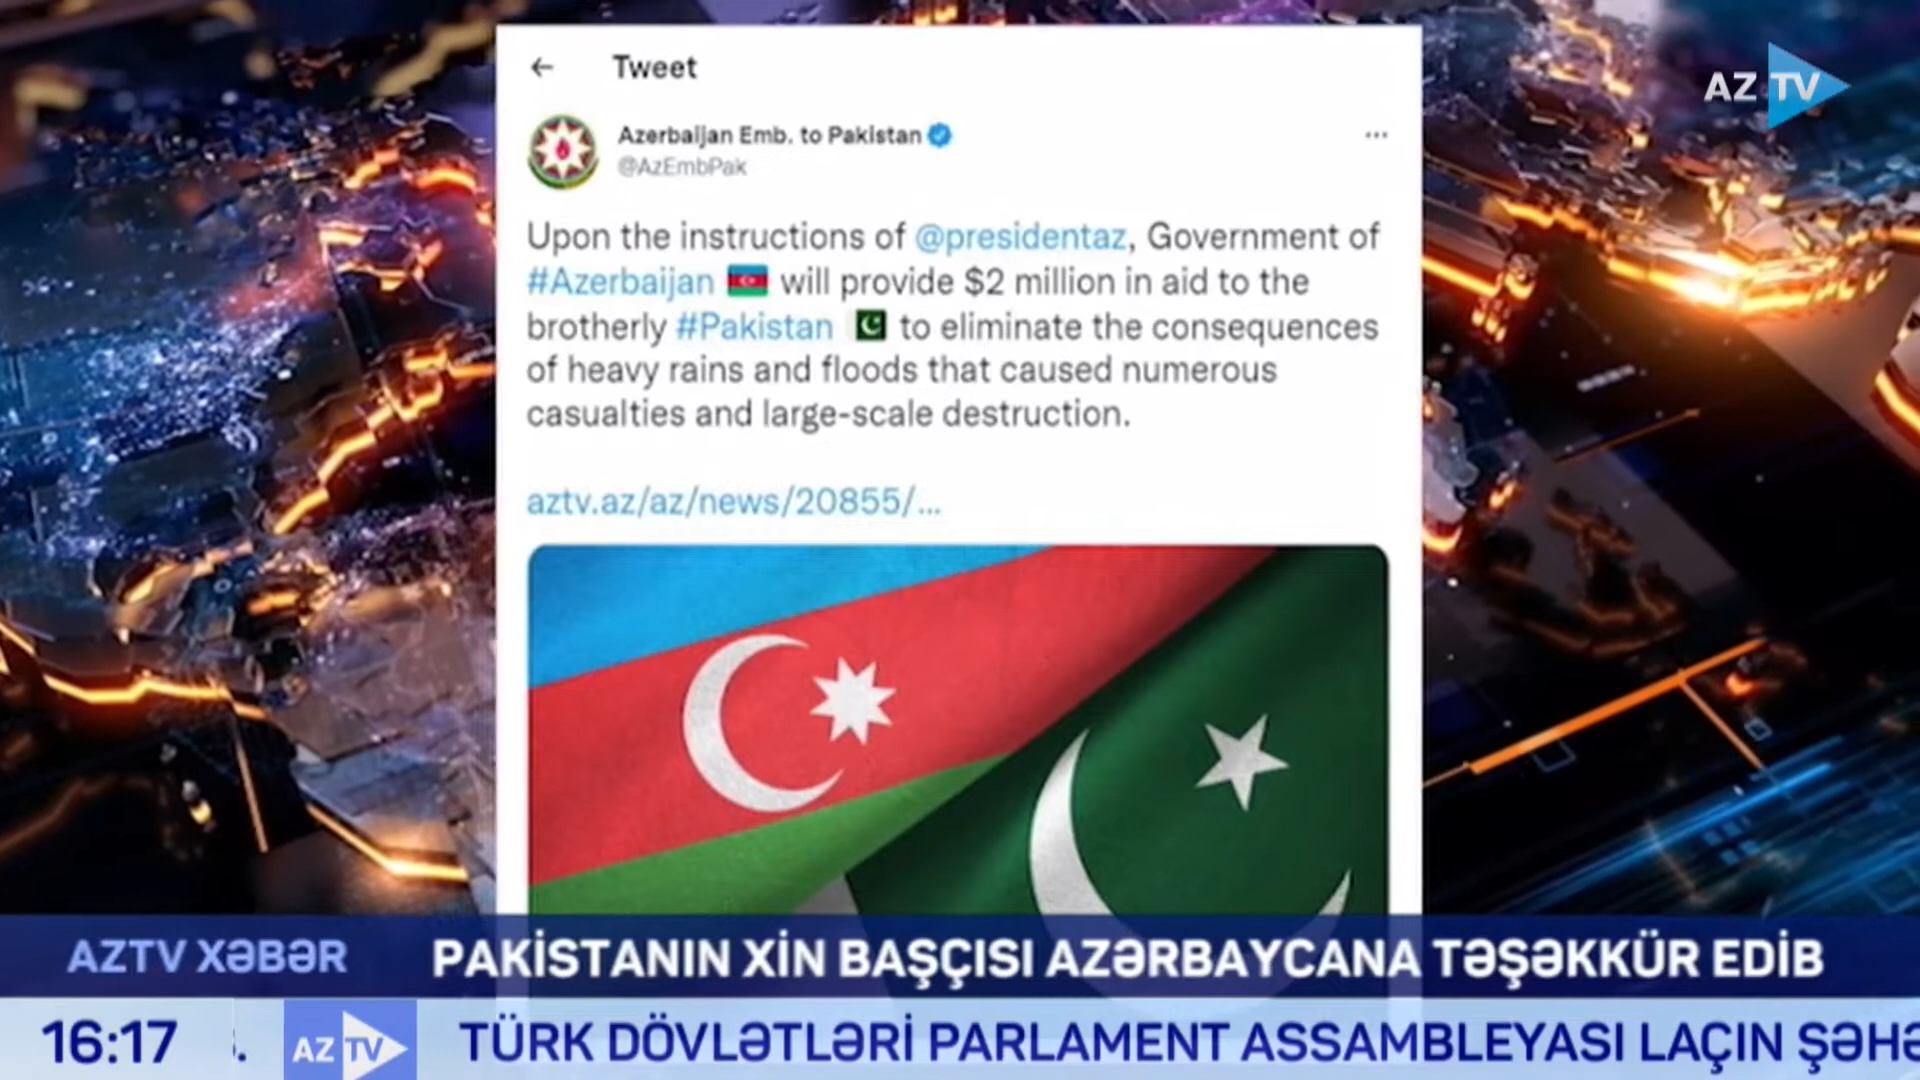 Tweet
AZ TV
Azerbaijan Emb. to Pakistan
@AzEmbPak
Upon the instructions of @presidentaz, Government of
#Azerbaijan will provide $2 million in aid to the
brotherly #Pakistan to eliminate the consequences
of heavy rains and floods that caused numerous
casualties and large-scale destruction.
aztv.az/az/news/20855/...
AZTV XƏBƏR PAKİSTANIN XİN BAŞÇISI AZƏRBAYCANA TƏŞƏKKÜR EDİB
16:17 . AZ TV TÜRK DÖVLƏTLƏRİ PARLAMENT ASSAMBLEYASI LAÇIN ŞƏHƏ